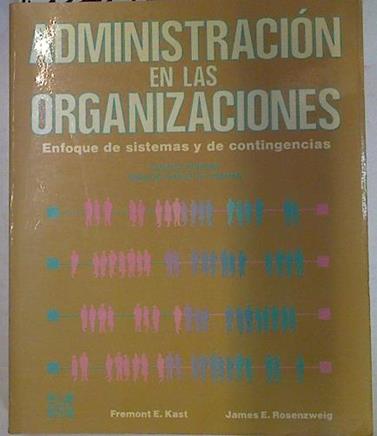 ADMINISTRACIÓN
EN LAS
ORGANIZACIONES
Enfoque de sistemas y de contingencias
Fremont E. Kast James E. Rosenzweig